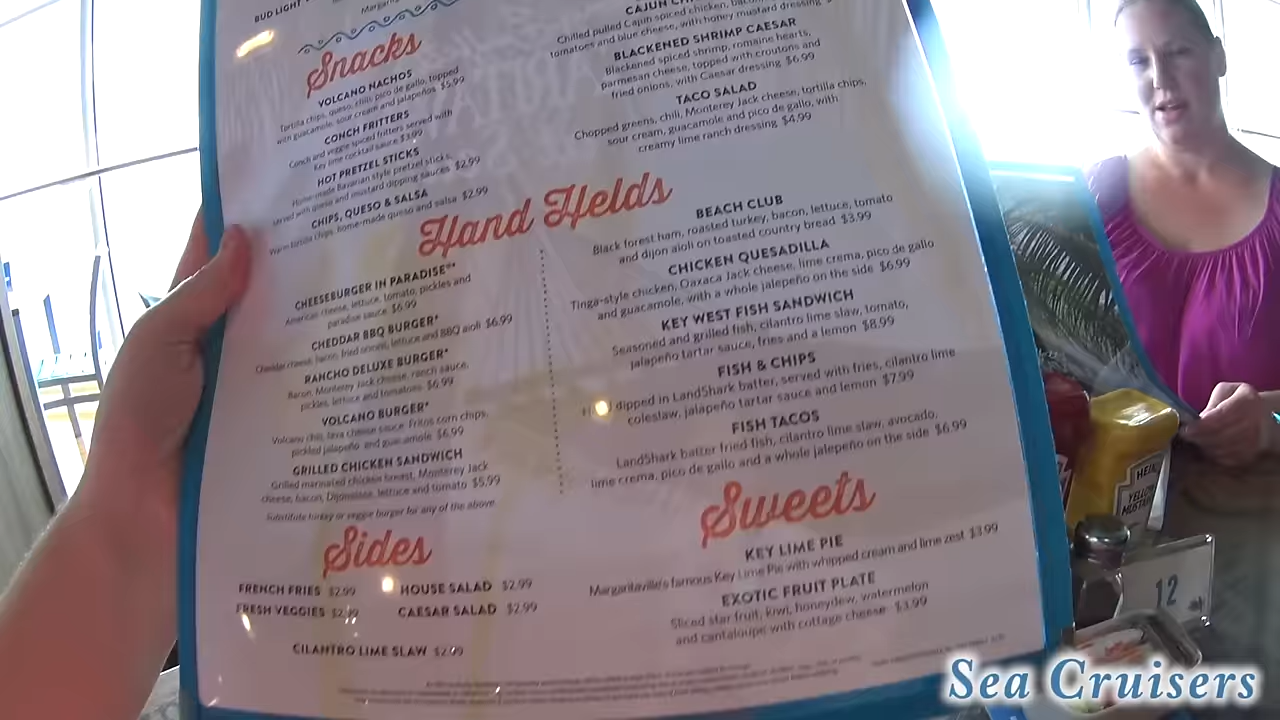 BUD LIGHT
Snacks
VOLCANO NACHOS
Tortilla chips, queso, chili, pico de gallo, topped
with guacamole, sour cream and jalapeños $5.99
CONCH FRITTERS
Conch and veggie spiced fritters served with
Key lime cocktail sauce $3.99
HOT PRETZEL STICKS
Home-made Bavarian style pretzel sticks,
served with queso and mustard dipping sauces $2.99
CHIPS, QUESO & SALSA
Warm tortilla chips, home-made queso and salsa $2.99
CAJUN
Chilled pulled Cajun spiced chicken, bacon,
tomatoes and blue cheese, with honey mustard dressing
BLACKENED SHRIMP CAESAR
Blackened spiced shrimp, romaine hearts,
parmesan cheese, topped with croutons and
fried onions, with Caesar dressing $6.99
TACO SALAD
Chopped greens, chili, Monterey Jack cheese, tortilla chips,
sour cream, guacamole and pico de gallo, with
creamy lime ranch dressing $4.99
Hand Helds
CHEESEBURGER IN PARADISE®*
American cheese, lettuce, tomato, pickles and
paradise sauce $6.99
CHEDDAR BBQ BURGER*
Cheddar cheese, bacon, fried onions, lettuce and BBQ aioli $6.99
RANCHO DELUXE BURGER*
Bacon, Monterey Jack cheese, ranch sauce,
pickles, lettuce and tomatoes $6.99
VOLCANO BURGER*
Volcano chili, lava cheese sauce, Fritos corn chips,
pickled jalapeño and guacamole $6.99
GRILLED CHICKEN SANDWICH
Grilled marinated chicken breast, Monterey Jack
cheese, bacon, Dijonnaise, lettuce and tomato $5.99
Substitute turkey or veggie burger for any of the above.
BEACH CLUB
Black forest ham, roasted turkey, bacon, lettuce, tomato
and dijon aioli on toasted country bread $3.99
CHICKEN QUESADILLA
Tinga-style chicken, Oaxaca Jack cheese, lime crema, pico de gallo
and guacamole, with a whole jalapeño on the side $6.99
KEY WEST FISH SANDWICH
Seasoned and grilled fish, cilantro lime slaw, tomato,
jalapeño tartar sauce, fries and a lemon $8.99
FISH & CHIPS
dipped in LandShark batter, served with fries, cilantro lime
coleslaw, jalapeño tartar sauce and lemon $7.99
FISH TACOS
LandShark batter fried fish, cilantro lime slaw, avocado,
lime crema, pico de gallo and a whole jalapeño on the side $6.99
Sides
FRENCH FRIES $2.99
HOUSE SALAD $2.99
FRESH VEGGIES $2.99
CAESAR SALAD $2.99
CILANTRO LIME SLAW $2.99
Sweets
KEY LIME PIE
Margaritaville's famous Key Lime Pie with whipped cream and lime zest $3.99
EXOTIC FRUIT PLATE
Sliced star fruit, kiwi, honeydew, watermelon
and cantaloupe with cottage cheese $3.99
YELLOW
MUSTARD
12
Sea Cruisers